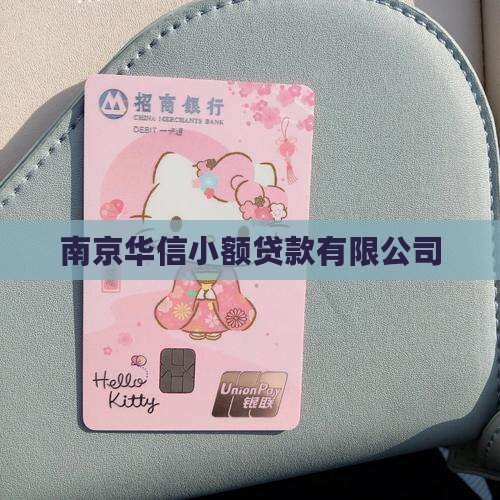 招商银行
CHINA MERCHANTS BANK
DEBIT 一卡通
南京华信小额贷款有限公司
Hello
Kitty
UnionPay
银联